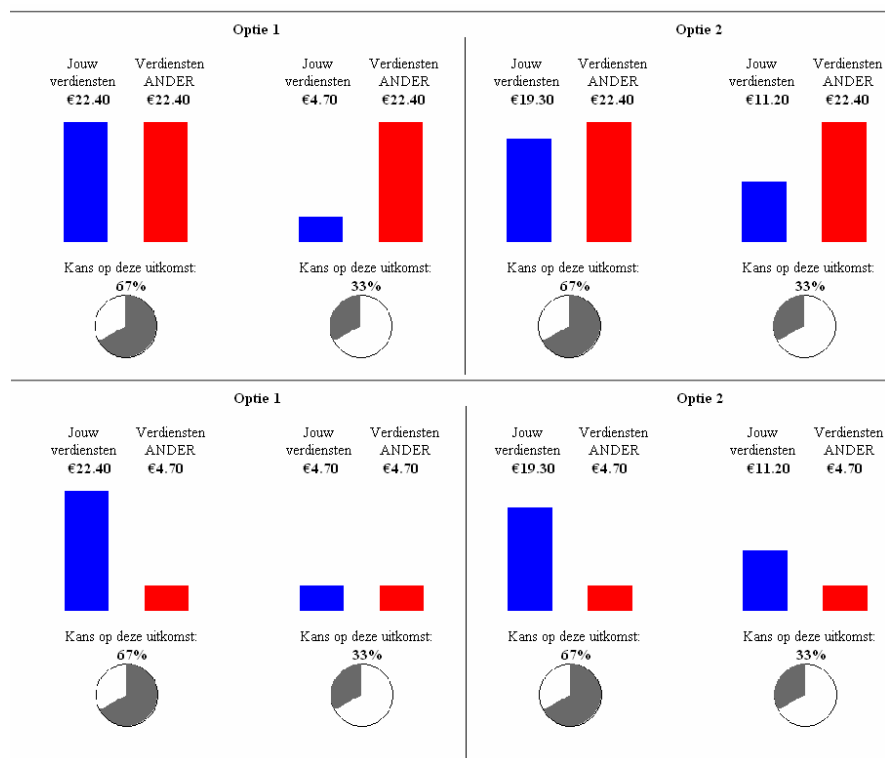 Optie 1
Optie 2
Jouw
verdiensten
€22.40
Verdiensten
ANDER
€22.40
Jouw
verdiensten
€4.70
Verdiensten
ANDER
€22.40
Jouw
verdiensten
€19.30
Verdiensten
ANDER
€22.40
Jouw
verdiensten
€11.20
Verdiensten
ANDER
€22.40
Kans op deze uitkomst:
67%
Kans op deze uitkomst:
33%
Kans op deze uitkomst:
67%
Kans op deze uitkomst:
33%
Optie 1
Optie 2
Jouw
verdiensten
€22.40
Verdiensten
ANDER
€4.70
Jouw
verdiensten
€4.70
Verdiensten
ANDER
€4.70
Jouw
verdiensten
€19.30
Verdiensten
ANDER
€4.70
Jouw
verdiensten
€11.20
Verdiensten
ANDER
€4.70
Kans op deze uitkomst:
67%
Kans op deze uitkomst:
33%
Kans op deze uitkomst:
67%
Kans op deze uitkomst:
33%